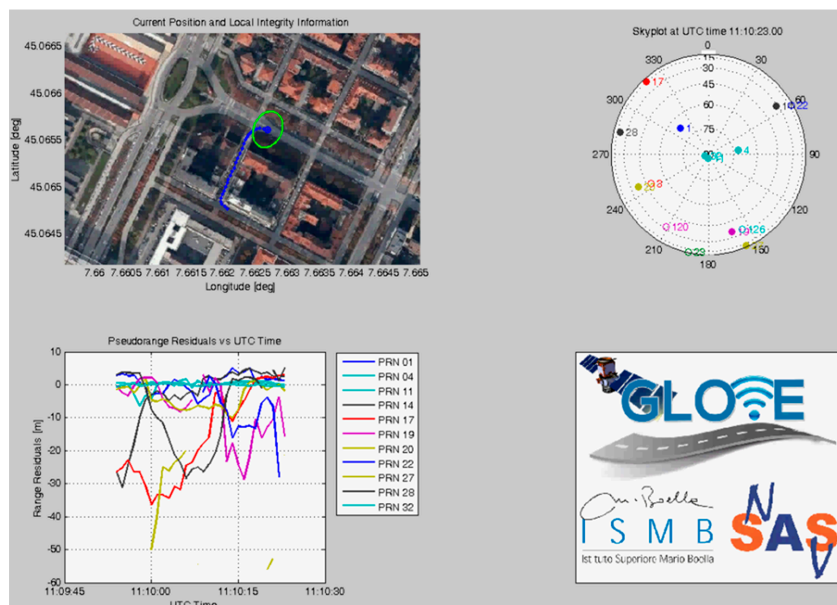 Current Position and Local Integrity Information
45.0665
45.066
45.0655
45.065
45.0645
Latitude [deg]
7.66 7.6605 7.661 7.6615 7.662 7.6625 7.663 7.6635 7.664 7.6645 7.665
Longitude [deg]
Skyplot at UTC time 11:10:23.00
0
330 30
15
30
300 60
45
60
75
270 90 90
240 120
210 150
180
17
22
1
28
4
3
120
126
Pseudorange Residuals vs UTC Time
10
0
-10
-20
-30
-40
-50
-60
Range Residuals [m]
11:09:45 11:10:00 11:10:15 11:10:30
UTC Time
PRN 01
PRN 04
PRN 11
PRN 14
PRN 17
PRN 19
PRN 20
PRN 22
PRN 27
PRN 28
PRN 32
GLOVE
M. Boella
ISMB
Istituto Superiore Mario Boella
NavSAS